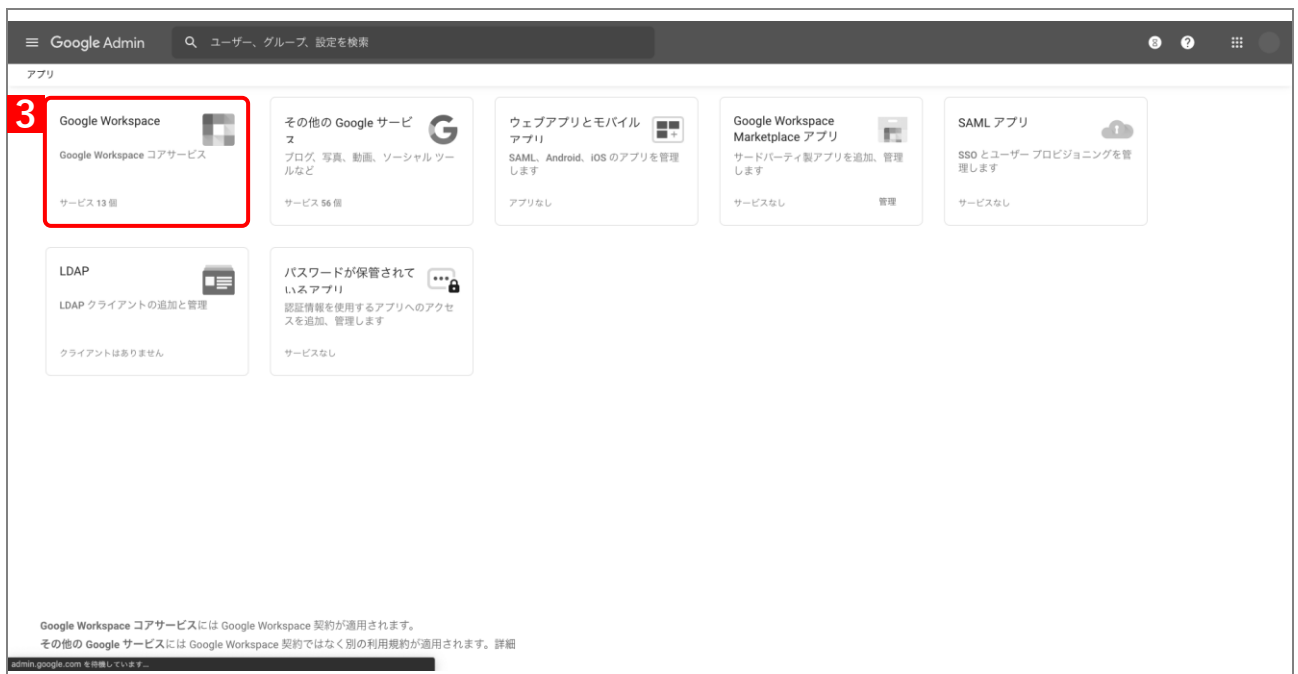 Google Admin
ユーザー、グループ、設定を検索
8
?
アプリ
3
Google Workspace
Google Workspace コアサービス
サービス 13 個
その他の Google サービ
ス
ブログ、写真、動画、ソーシャル ツー
ルなど
サービス 56 個
ウェブアプリとモバイル
アプリ
SAML、Android、iOS のアプリを管理
します
アプリなし
Google Workspace
Marketplace アプリ
サードパーティ製アプリを追加、管理
します
サービスなし
管理
SAML アプリ
SSO とユーザー プロビジョニングを管
理します
サービスなし
LDAP
LDAP クライアントの追加と管理
クライアントはありません
パスワードが保管されて
いるアプリ
認証情報を使用するアプリへのアクセ
スを追加、管理します
サービスなし
Google Workspace コアサービスには Google Workspace 契約が適用されます。
その他の Google サービスには Google Workspace 契約ではなく別の利用規約が適用されます。詳細
admin.google.com を待機しています...